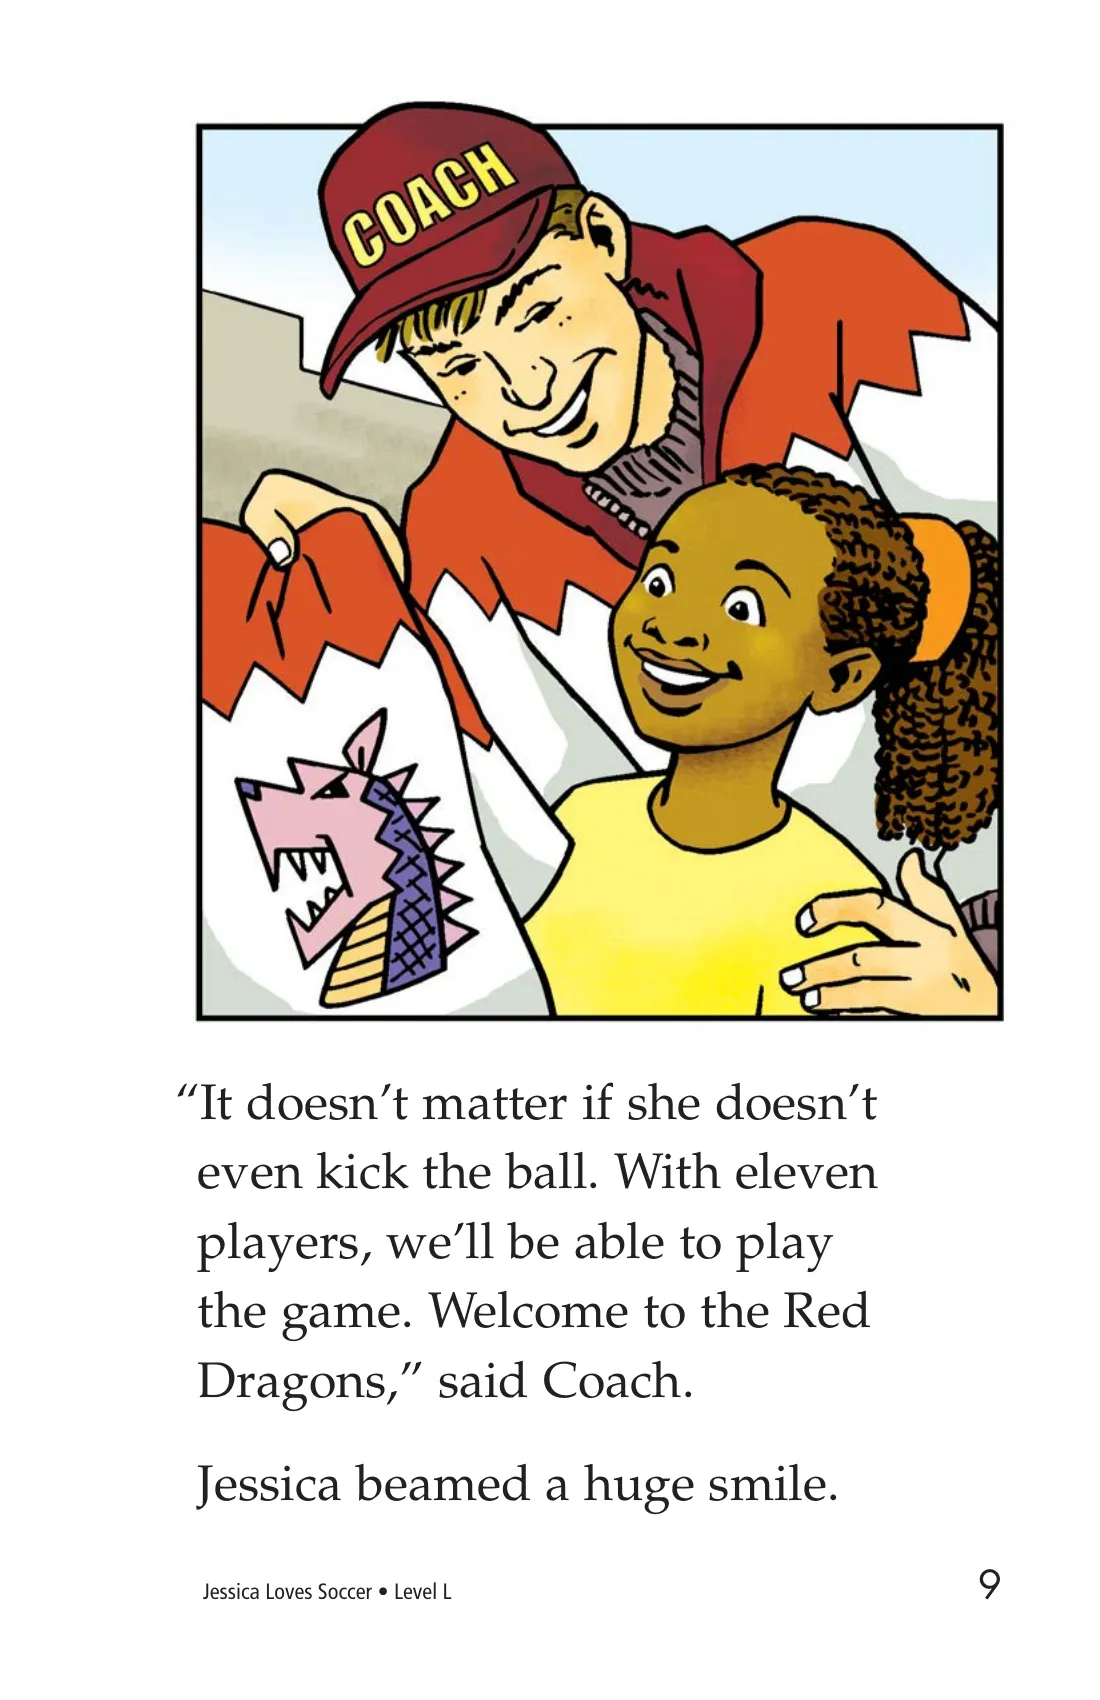 COACH
“It doesn’t matter if she doesn’t
even kick the ball. With eleven
players, we’ll be able to play
the game. Welcome to the Red
Dragons,” said Coach.
Jessica beamed a huge smile.
Jessica Loves Soccer • Level L
9